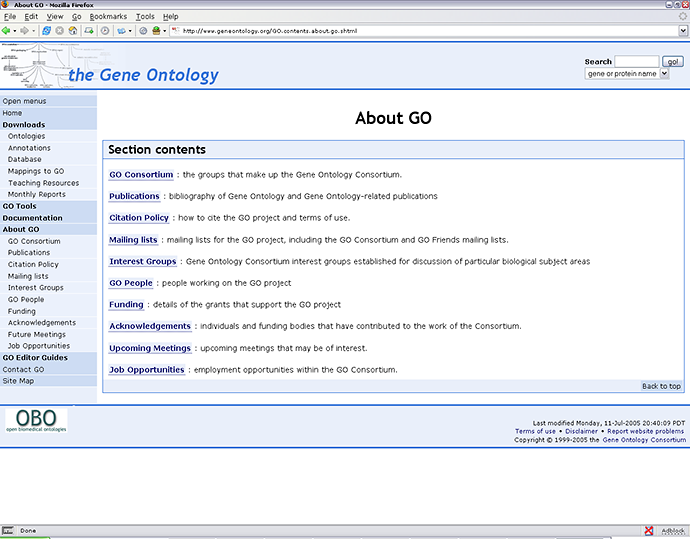 About GO - Mozilla Firefox
File Edit View Go Bookmarks Tools Help
http://www.geneontology.org/GO.contents.about.go.shtml
the Gene Ontology
Search
go!
gene or protein name
Open menus
Home
Downloads
Ontologies
Annotations
Database
Mappings to GO
Teaching Resources
Monthly Reports
GO Tools
Documentation
About GO
GO Consortium
Publications
Citation Policy
Mailing lists
Interest Groups
GO People
Funding
Acknowledgements
Future Meetings
Job Opportunities
GO Editor Guides
Contact GO
Site Map
About GO
Section contents
GO Consortium : the groups that make up the Gene Ontology Consortium.
Publications : bibliography of Gene Ontology and Gene Ontology-related publications
Citation Policy : how to cite the GO project and terms of use.
Mailing lists : mailing lists for the GO project, including the GO Consortium and GO Friends mailing lists.
Interest Groups : Gene Ontology Consortium interest groups established for discussion of particular biological subject areas
GO People : people working on the GO project
Funding : details of the grants that support the GO project
Acknowledgements : individuals and funding bodies that have contributed to the work of the Consortium.
Upcoming Meetings : upcoming meetings that may be of interest.
Job Opportunities : employment opportunities within the GO Consortium.
Back to top
OBO
open biomedical ontologies
Last modified Monday, 11-Jul-2005 20:40:09 PDT
Terms of use • Disclaimer • Report website problems
Copyright © 1999-2005 the Gene Ontology Consortium
Done
Adblock